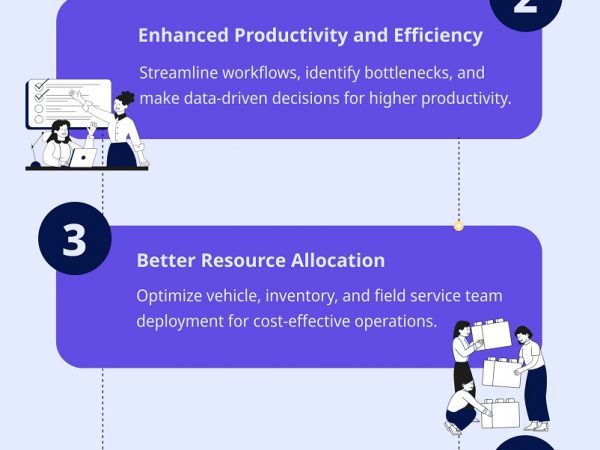 2
Enhanced Productivity and Efficiency
Streamline workflows, identify bottlenecks, and
make data-driven decisions for higher productivity.
3
Better Resource Allocation
Optimize vehicle, inventory, and field service team
deployment for cost-effective operations.